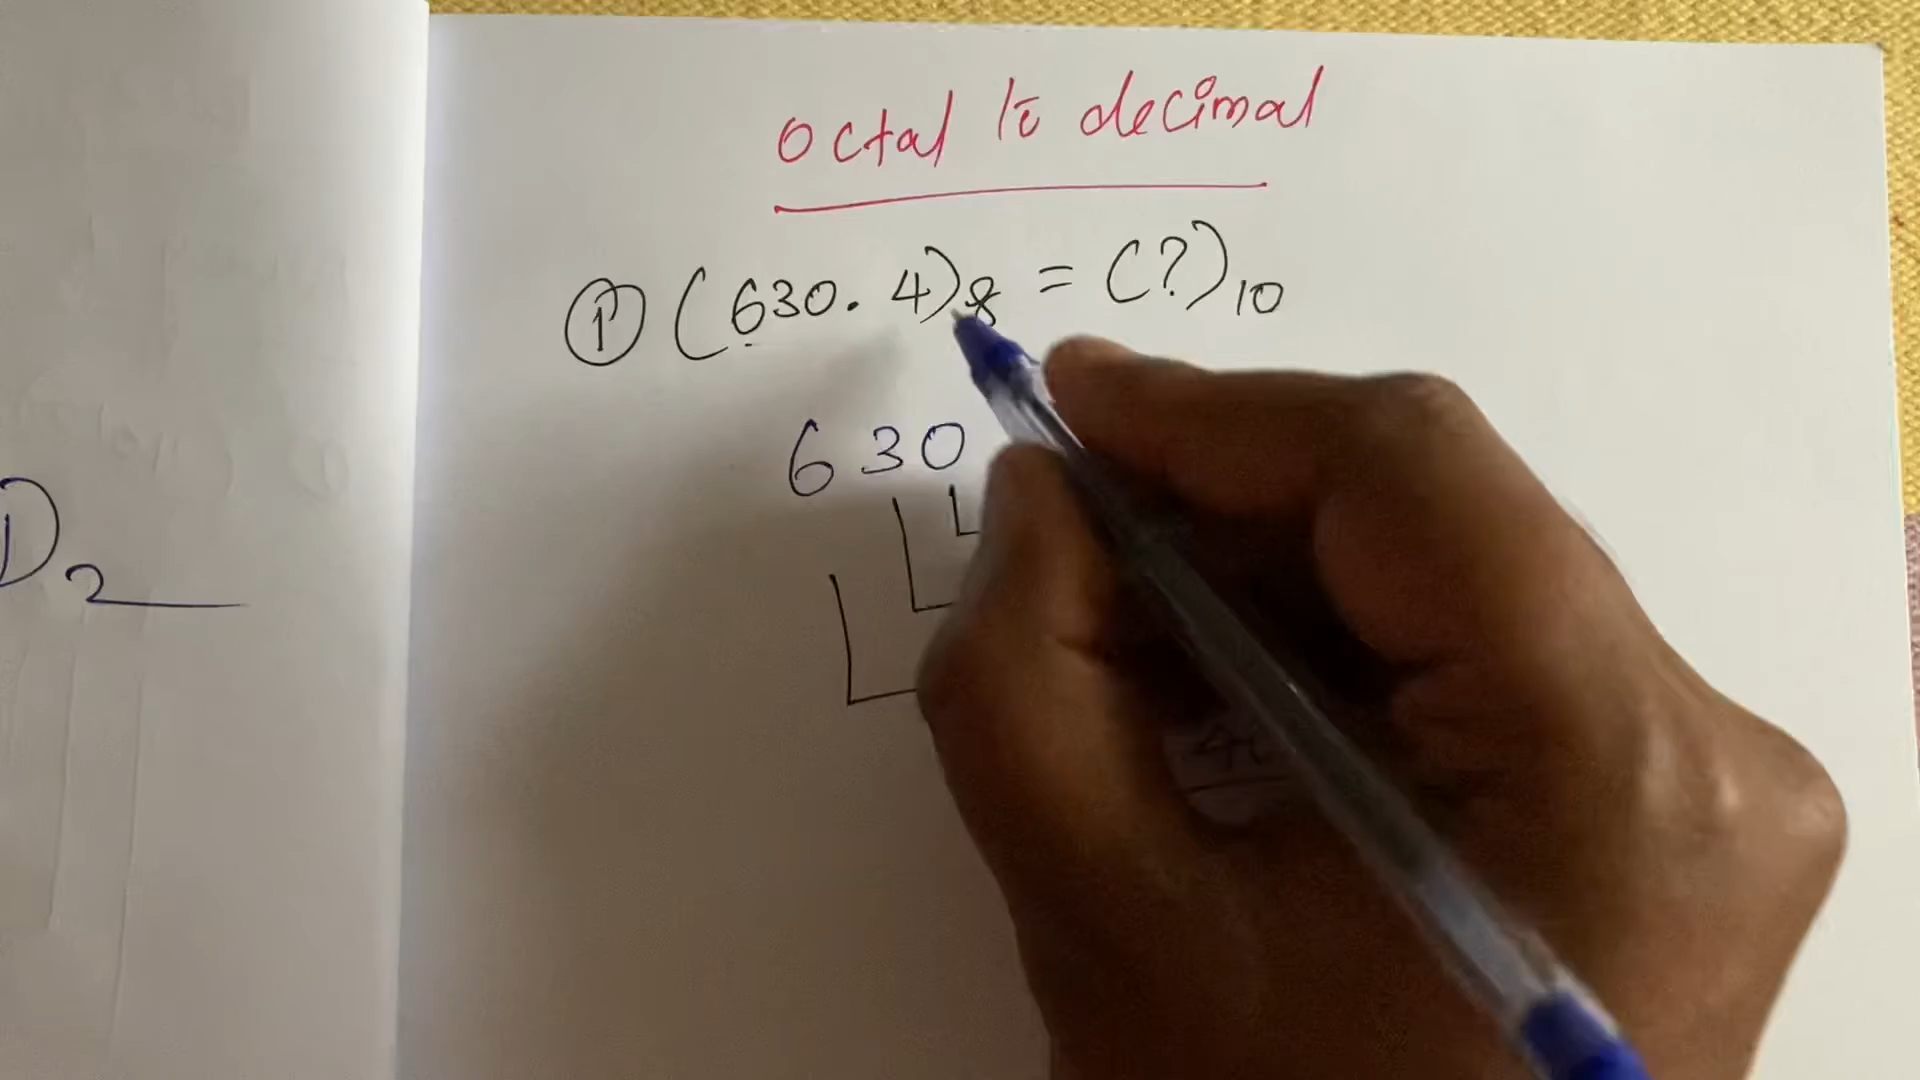 Octal to decimal
① (630.4)8 = (?)10
630
D2